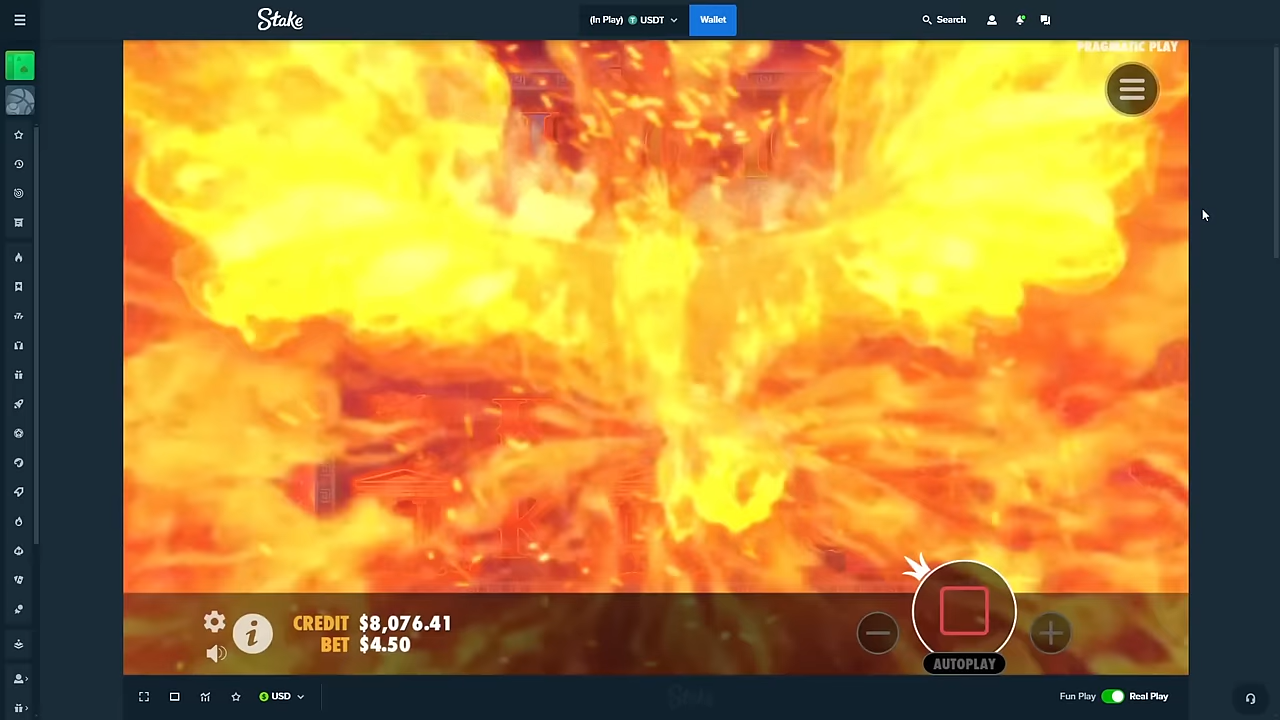 Stake
(In Play) USDT
Wallet
Search
PRAGMATIC PLAY
K
CREDIT $8,076.41
BET $4.50
AUTOPLAY
USD
Stake
Fun Play Real Play